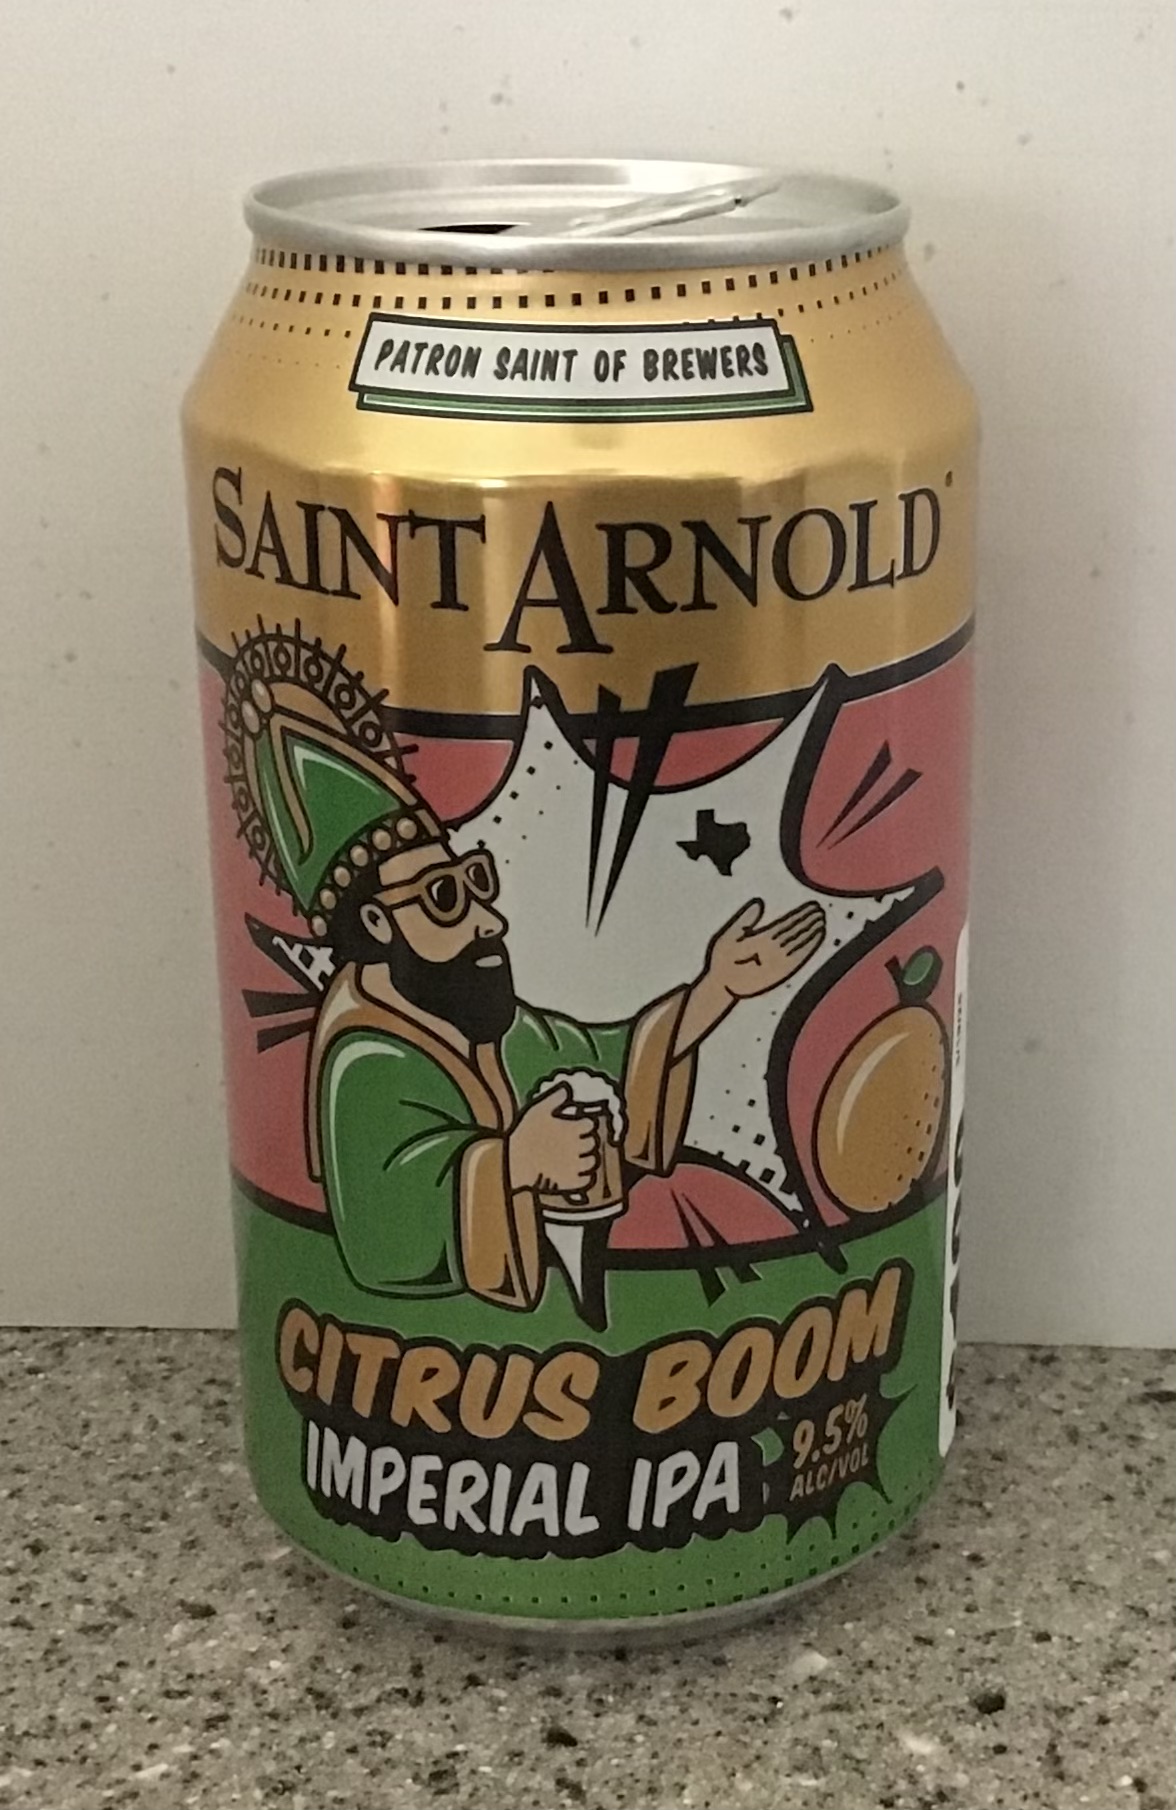 PATRON SAINT OF BREWERS
SAINT ARNOLD
CITRUS BOOM
IMPERIAL IPA
9.5%
ALC/VOL